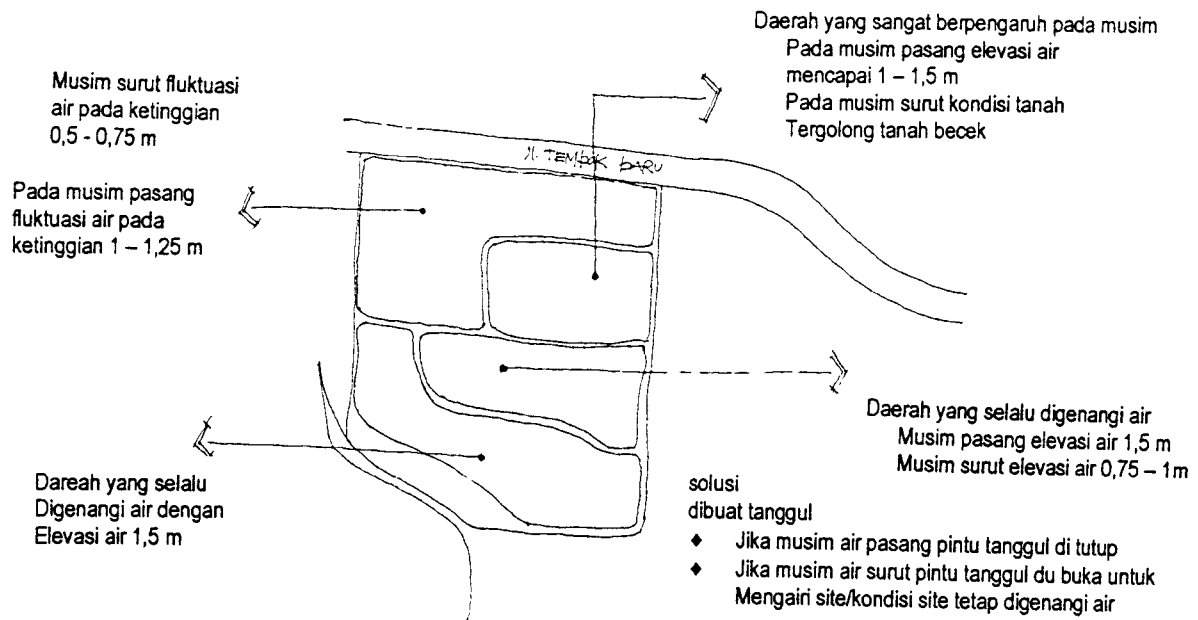 Daerah yang sangat berpengaruh pada musim
Pada musim pasang elevasi air
mencapai 1 – 1,5 m
Pada musim surut kondisi tanah
Tergolong tanah becek
Musim surut fluktuasi
air pada ketinggian
0,5 - 0,75 m
Jl. TEMBOK BARU
Pada musim pasang
fluktuasi air pada
ketinggian 1 – 1,25 m
Daerah yang selalu digenangi air
Musim pasang elevasi air 1,5 m
Musim surut elevasi air 0,75 – 1m
Dareah yang selalu
Digenangi air dengan
Elevasi air 1,5 m
solusi
dibuat tanggul
♦ Jika musim air pasang pintu tanggul di tutup
♦ Jika musim air surut pintu tanggul du buka untuk
Mengairi site/kondisi site tetap digenangi air